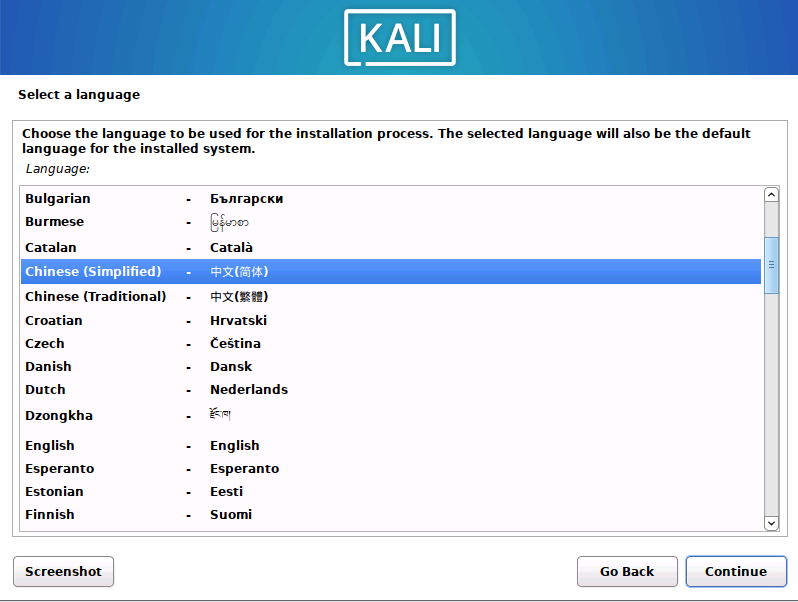 KALI
Select a language
Choose the language to be used for the installation process. The selected language will also be the default
language for the installed system.
Language:
Bulgarian - Български
Burmese - မြန်မာစာ
Catalan - Català
Chinese (Simplified) - 中文(简体)
Chinese (Traditional) - 中文(繁體)
Croatian - Hrvatski
Czech - Čeština
Danish - Dansk
Dutch - Nederlands
Dzongkha - རྫོང་ཁ།
English - English
Esperanto - Esperanto
Estonian - Eesti
Finnish - Suomi
Screenshot Go Back Continue